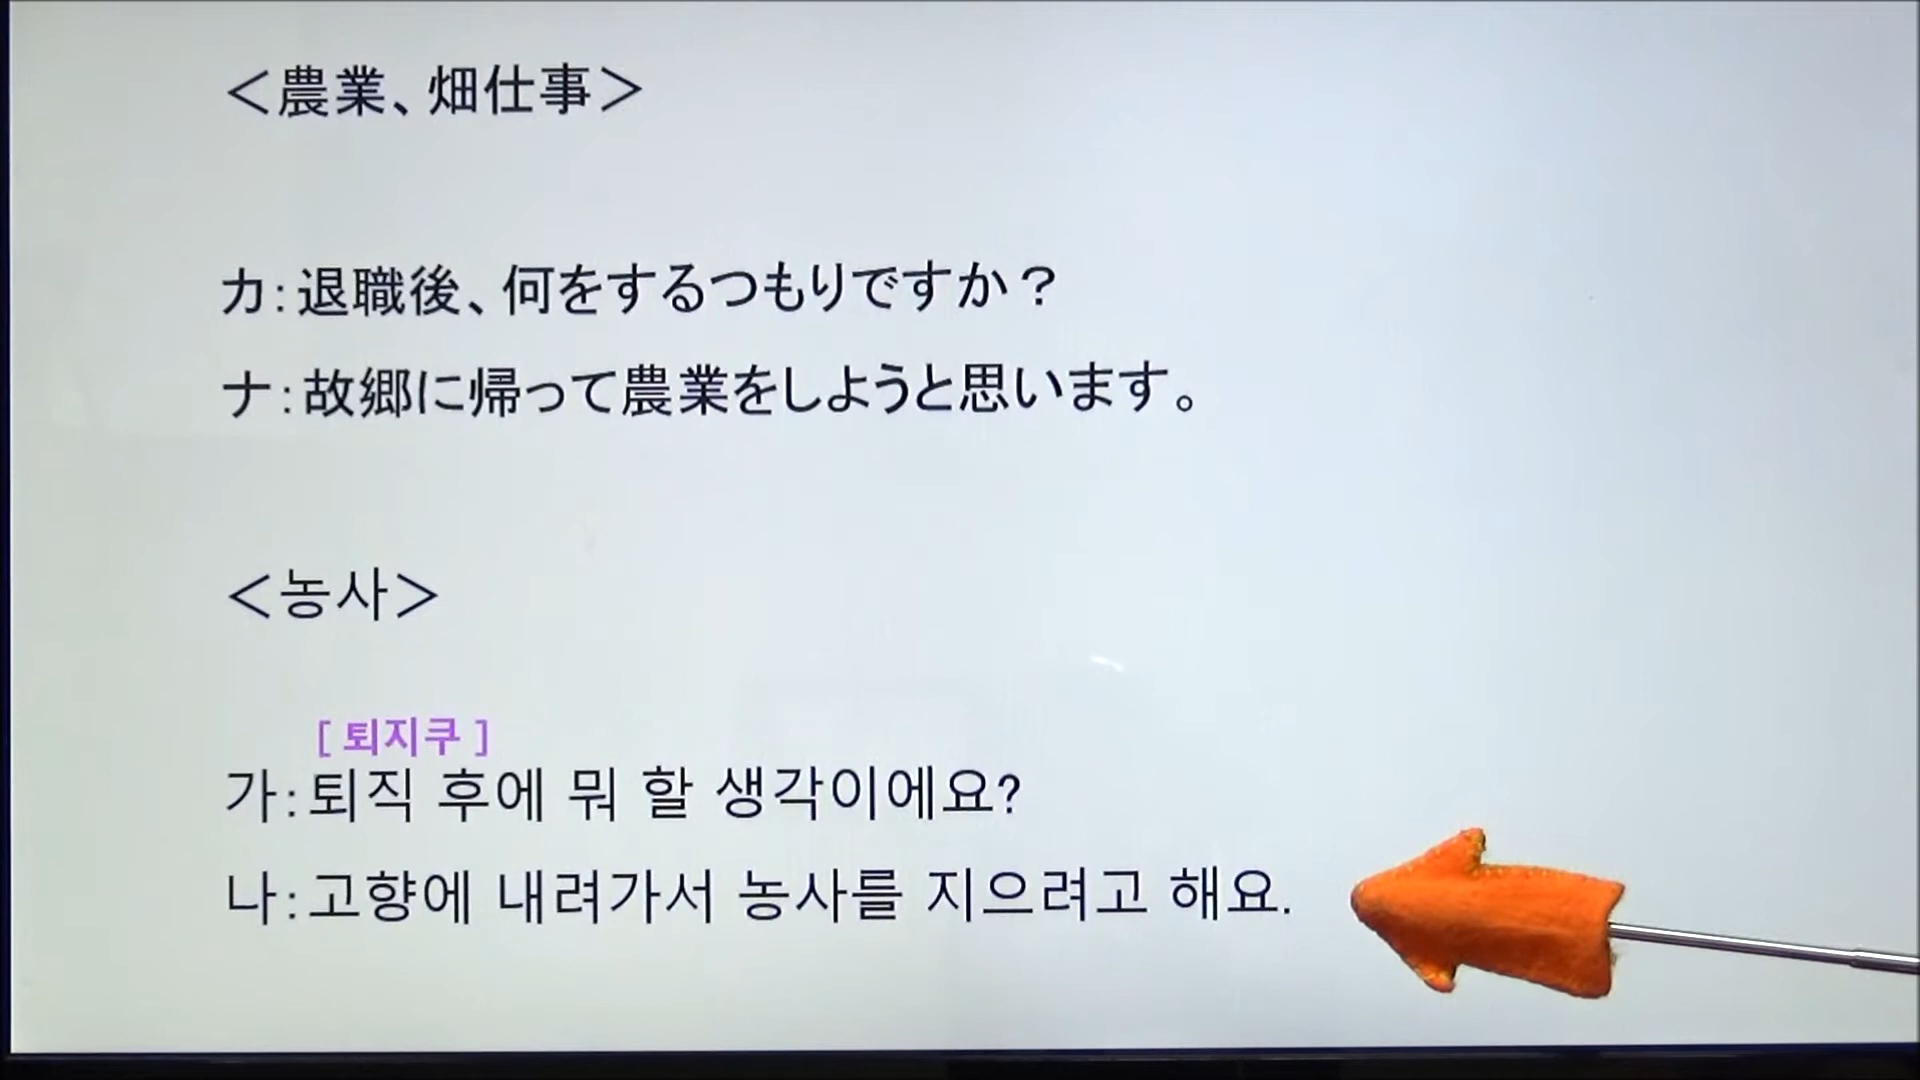 ＜農業、畑仕事＞
カ：退職後、何をするつもりですか？
ナ：故郷に帰って農業をしようと思います。
＜농사＞
[ 퇴지쿠 ]
가：퇴직 후에 뭐 할 생각이에요?
나：고향에 내려가서 농사를 지으려고 해요.